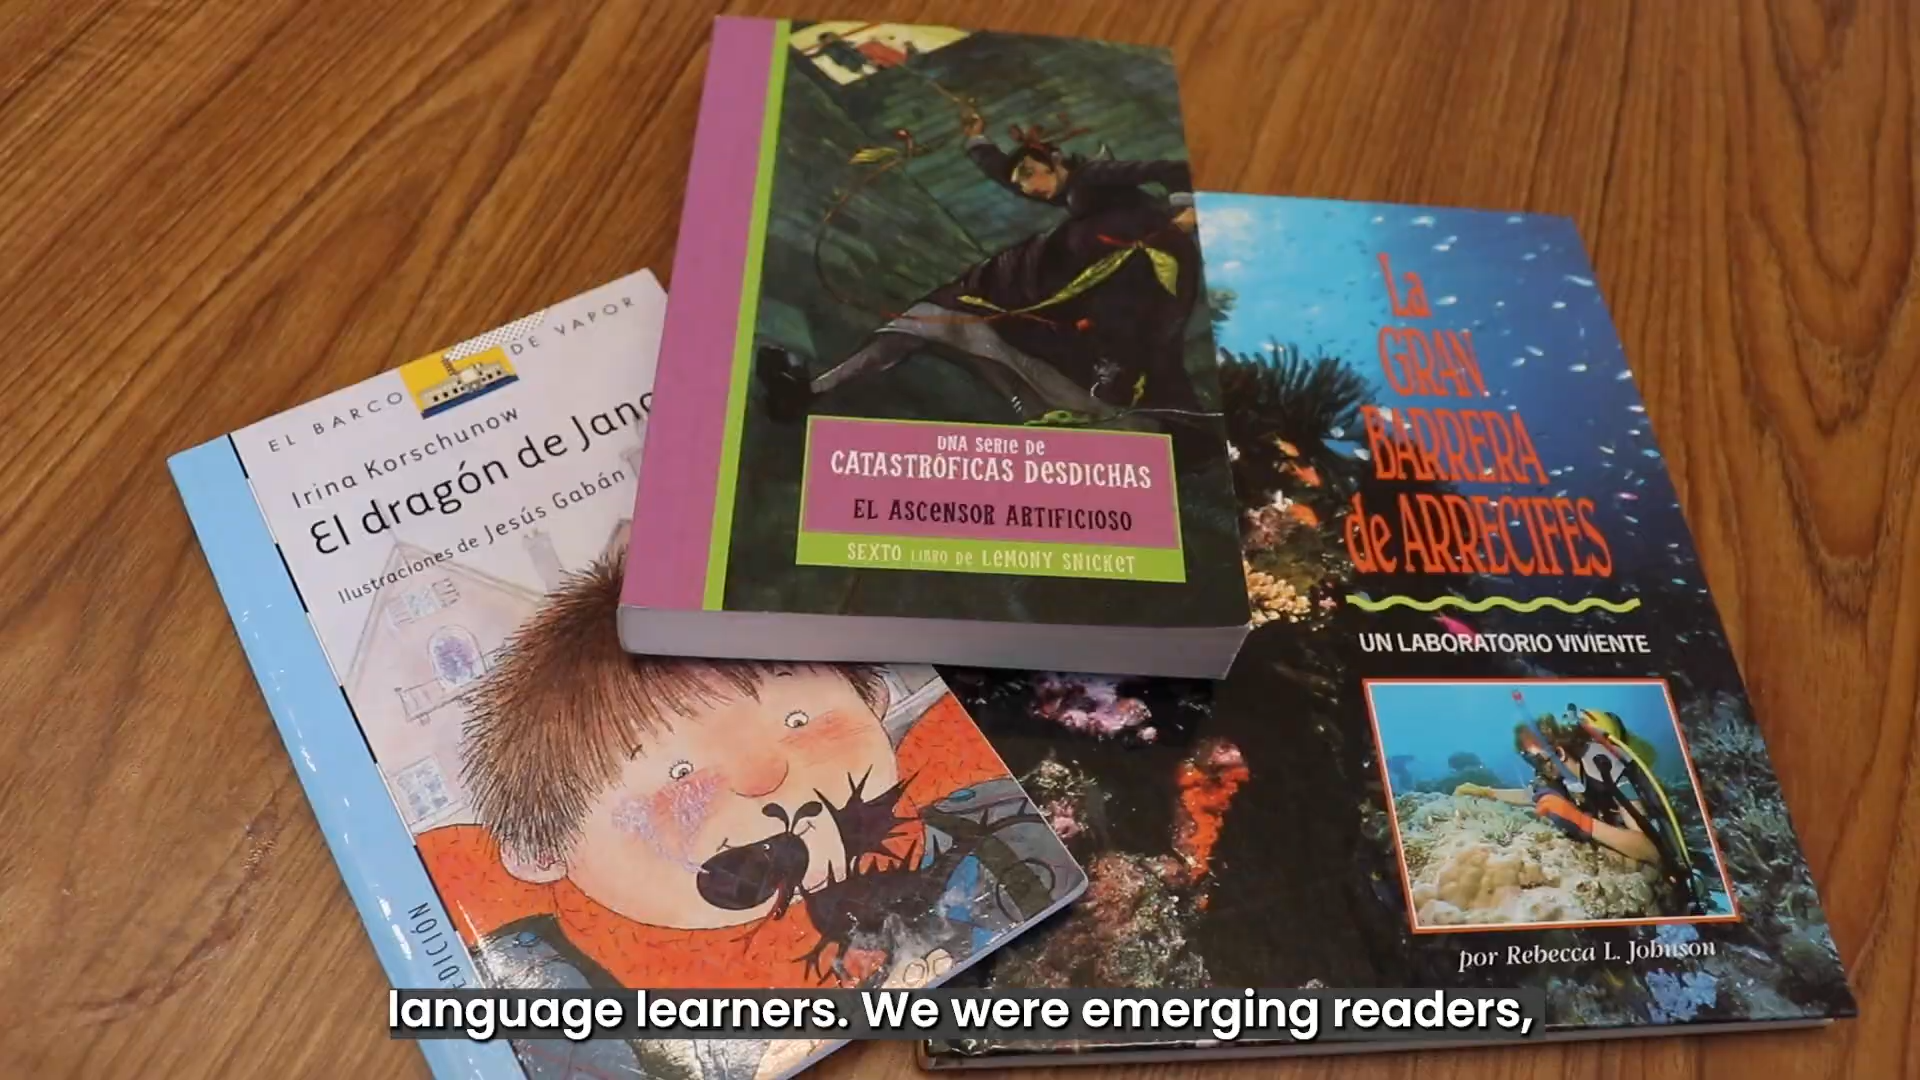 EL BARCO DE VAPOR
Irina Korschunow
El dragón de
Ilustraciones de Jesús Gabán
EDICIÓN
UNA SERIE DE
CATASTRÓFICAS DESDICHAS
EL ASCENSOR ARTIFICIOSO
SEXTO LIBRO DE LEMONY SNICKET
La
GRAN
BARRERA
de ARRECIFES
UN LABORATORIO VIVIENTE
por Rebecca L. Johnson
language learners. We were emerging readers,